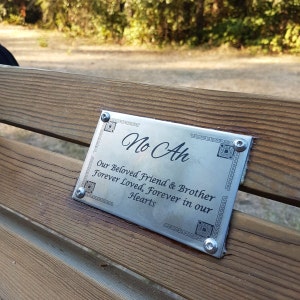 No Ah
Our Beloved Friend & Brother
Forever Loved, Forever in our
Hearts